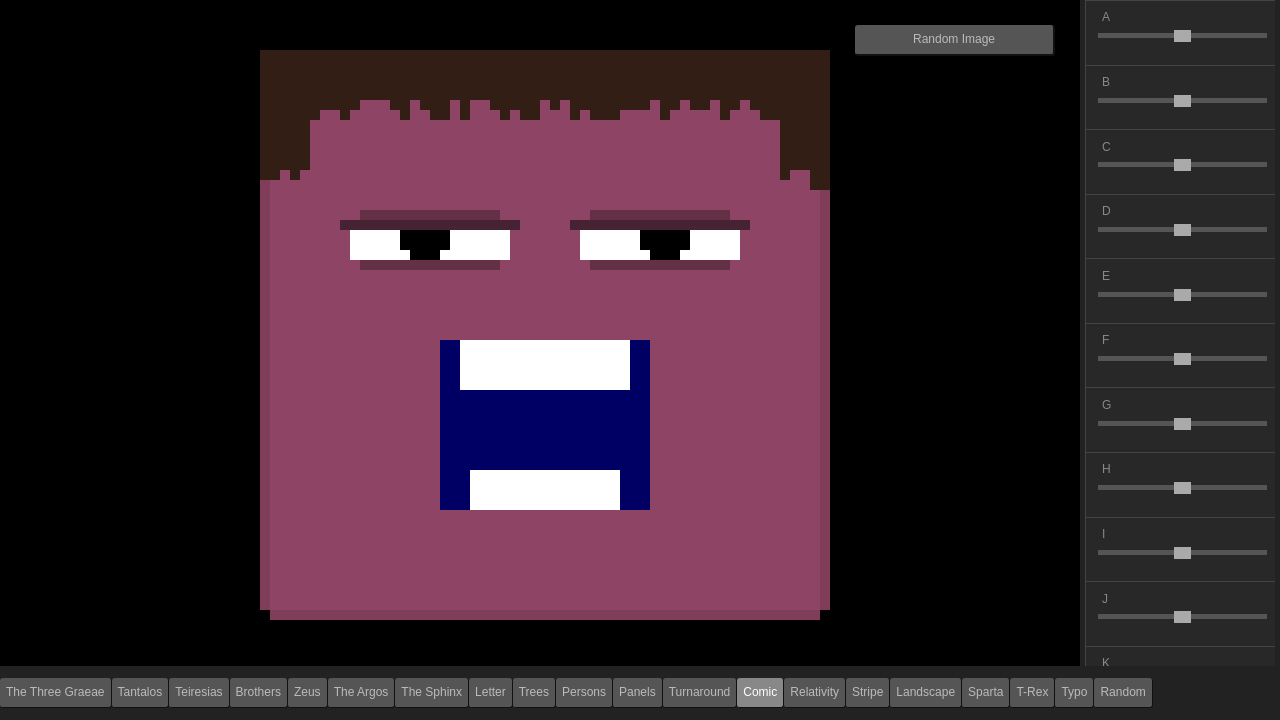 Random Image
A
B
C
D
E
F
G
H
I
J
K
The Three Graeae Tantalos Teiresias Brothers Zeus The Argos The Sphinx Letter Trees Persons Panels Turnaround Comic Relativity Stripe Landscape Sparta T-Rex Typo Random